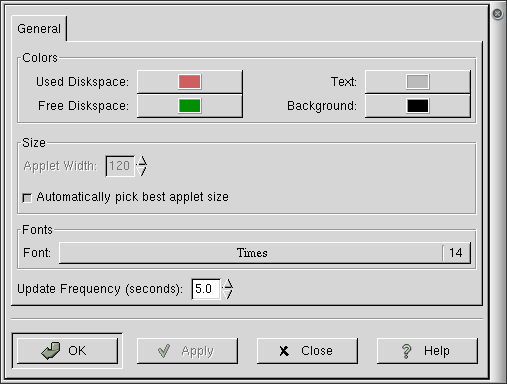 General
Colors
Used Diskspace: Text:
Free Diskspace: Background:
Size
Applet Width: 120
Automatically pick best applet size
Fonts
Font: Times 14
Update Frequency (seconds): 5.0
OK Apply Close Help